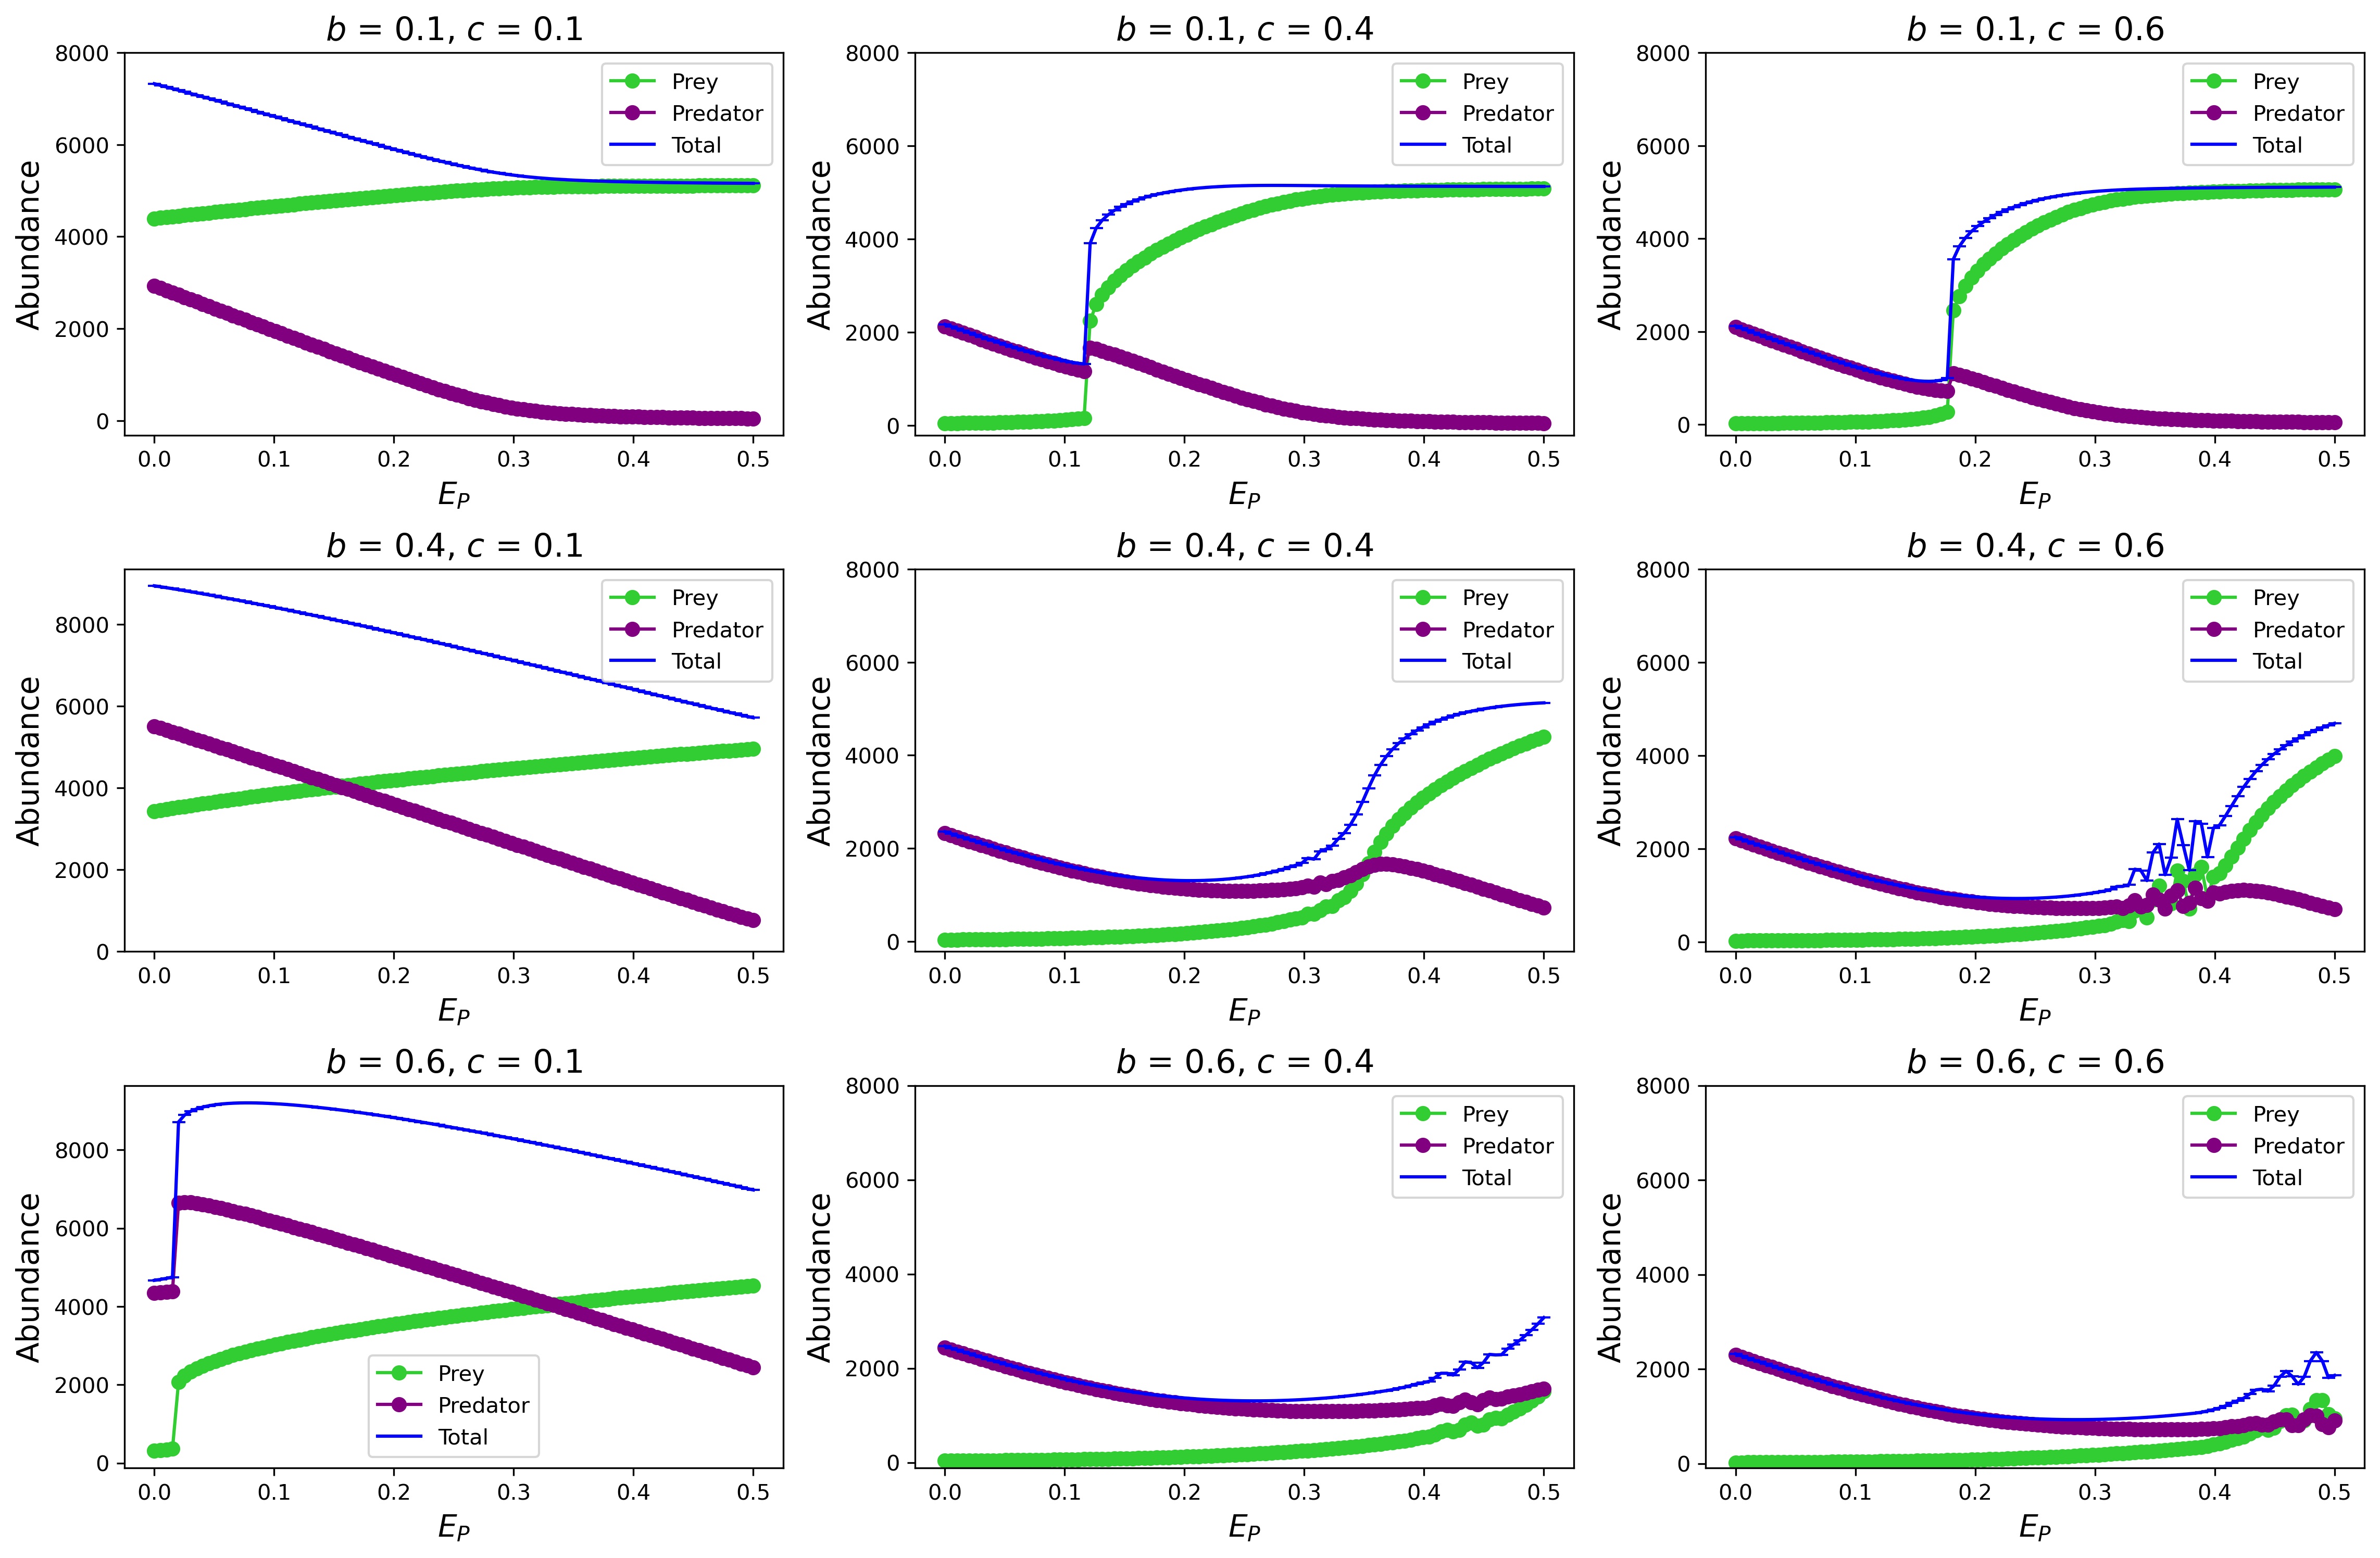 b = 0.1, c = 0.1
8000
6000
4000
2000
0
Abundance
Prey
Predator
Total
0.0 0.1 0.2 0.3 0.4 0.5
E_P
b = 0.1, c = 0.4
8000
6000
4000
2000
0
Abundance
Prey
Predator
Total
0.0 0.1 0.2 0.3 0.4 0.5
E_P
b = 0.1, c = 0.6
8000
6000
4000
2000
0
Abundance
Prey
Predator
Total
0.0 0.1 0.2 0.3 0.4 0.5
E_P
b = 0.4, c = 0.1
8000
6000
4000
2000
0
Abundance
Prey
Predator
Total
0.0 0.1 0.2 0.3 0.4 0.5
E_P
b = 0.4, c = 0.4
8000
6000
4000
2000
0
Abundance
Prey
Predator
Total
0.0 0.1 0.2 0.3 0.4 0.5
E_P
b = 0.4, c = 0.6
8000
6000
4000
2000
0
Abundance
Prey
Predator
Total
0.0 0.1 0.2 0.3 0.4 0.5
E_P
b = 0.6, c = 0.1
8000
6000
4000
2000
0
Abundance
Prey
Predator
Total
0.0 0.1 0.2 0.3 0.4 0.5
E_P
b = 0.6, c = 0.4
8000
6000
4000
2000
0
Abundance
Prey
Predator
Total
0.0 0.1 0.2 0.3 0.4 0.5
E_P
b = 0.6, c = 0.6
8000
6000
4000
2000
0
Abundance
Prey
Predator
Total
0.0 0.1 0.2 0.3 0.4 0.5
E_P